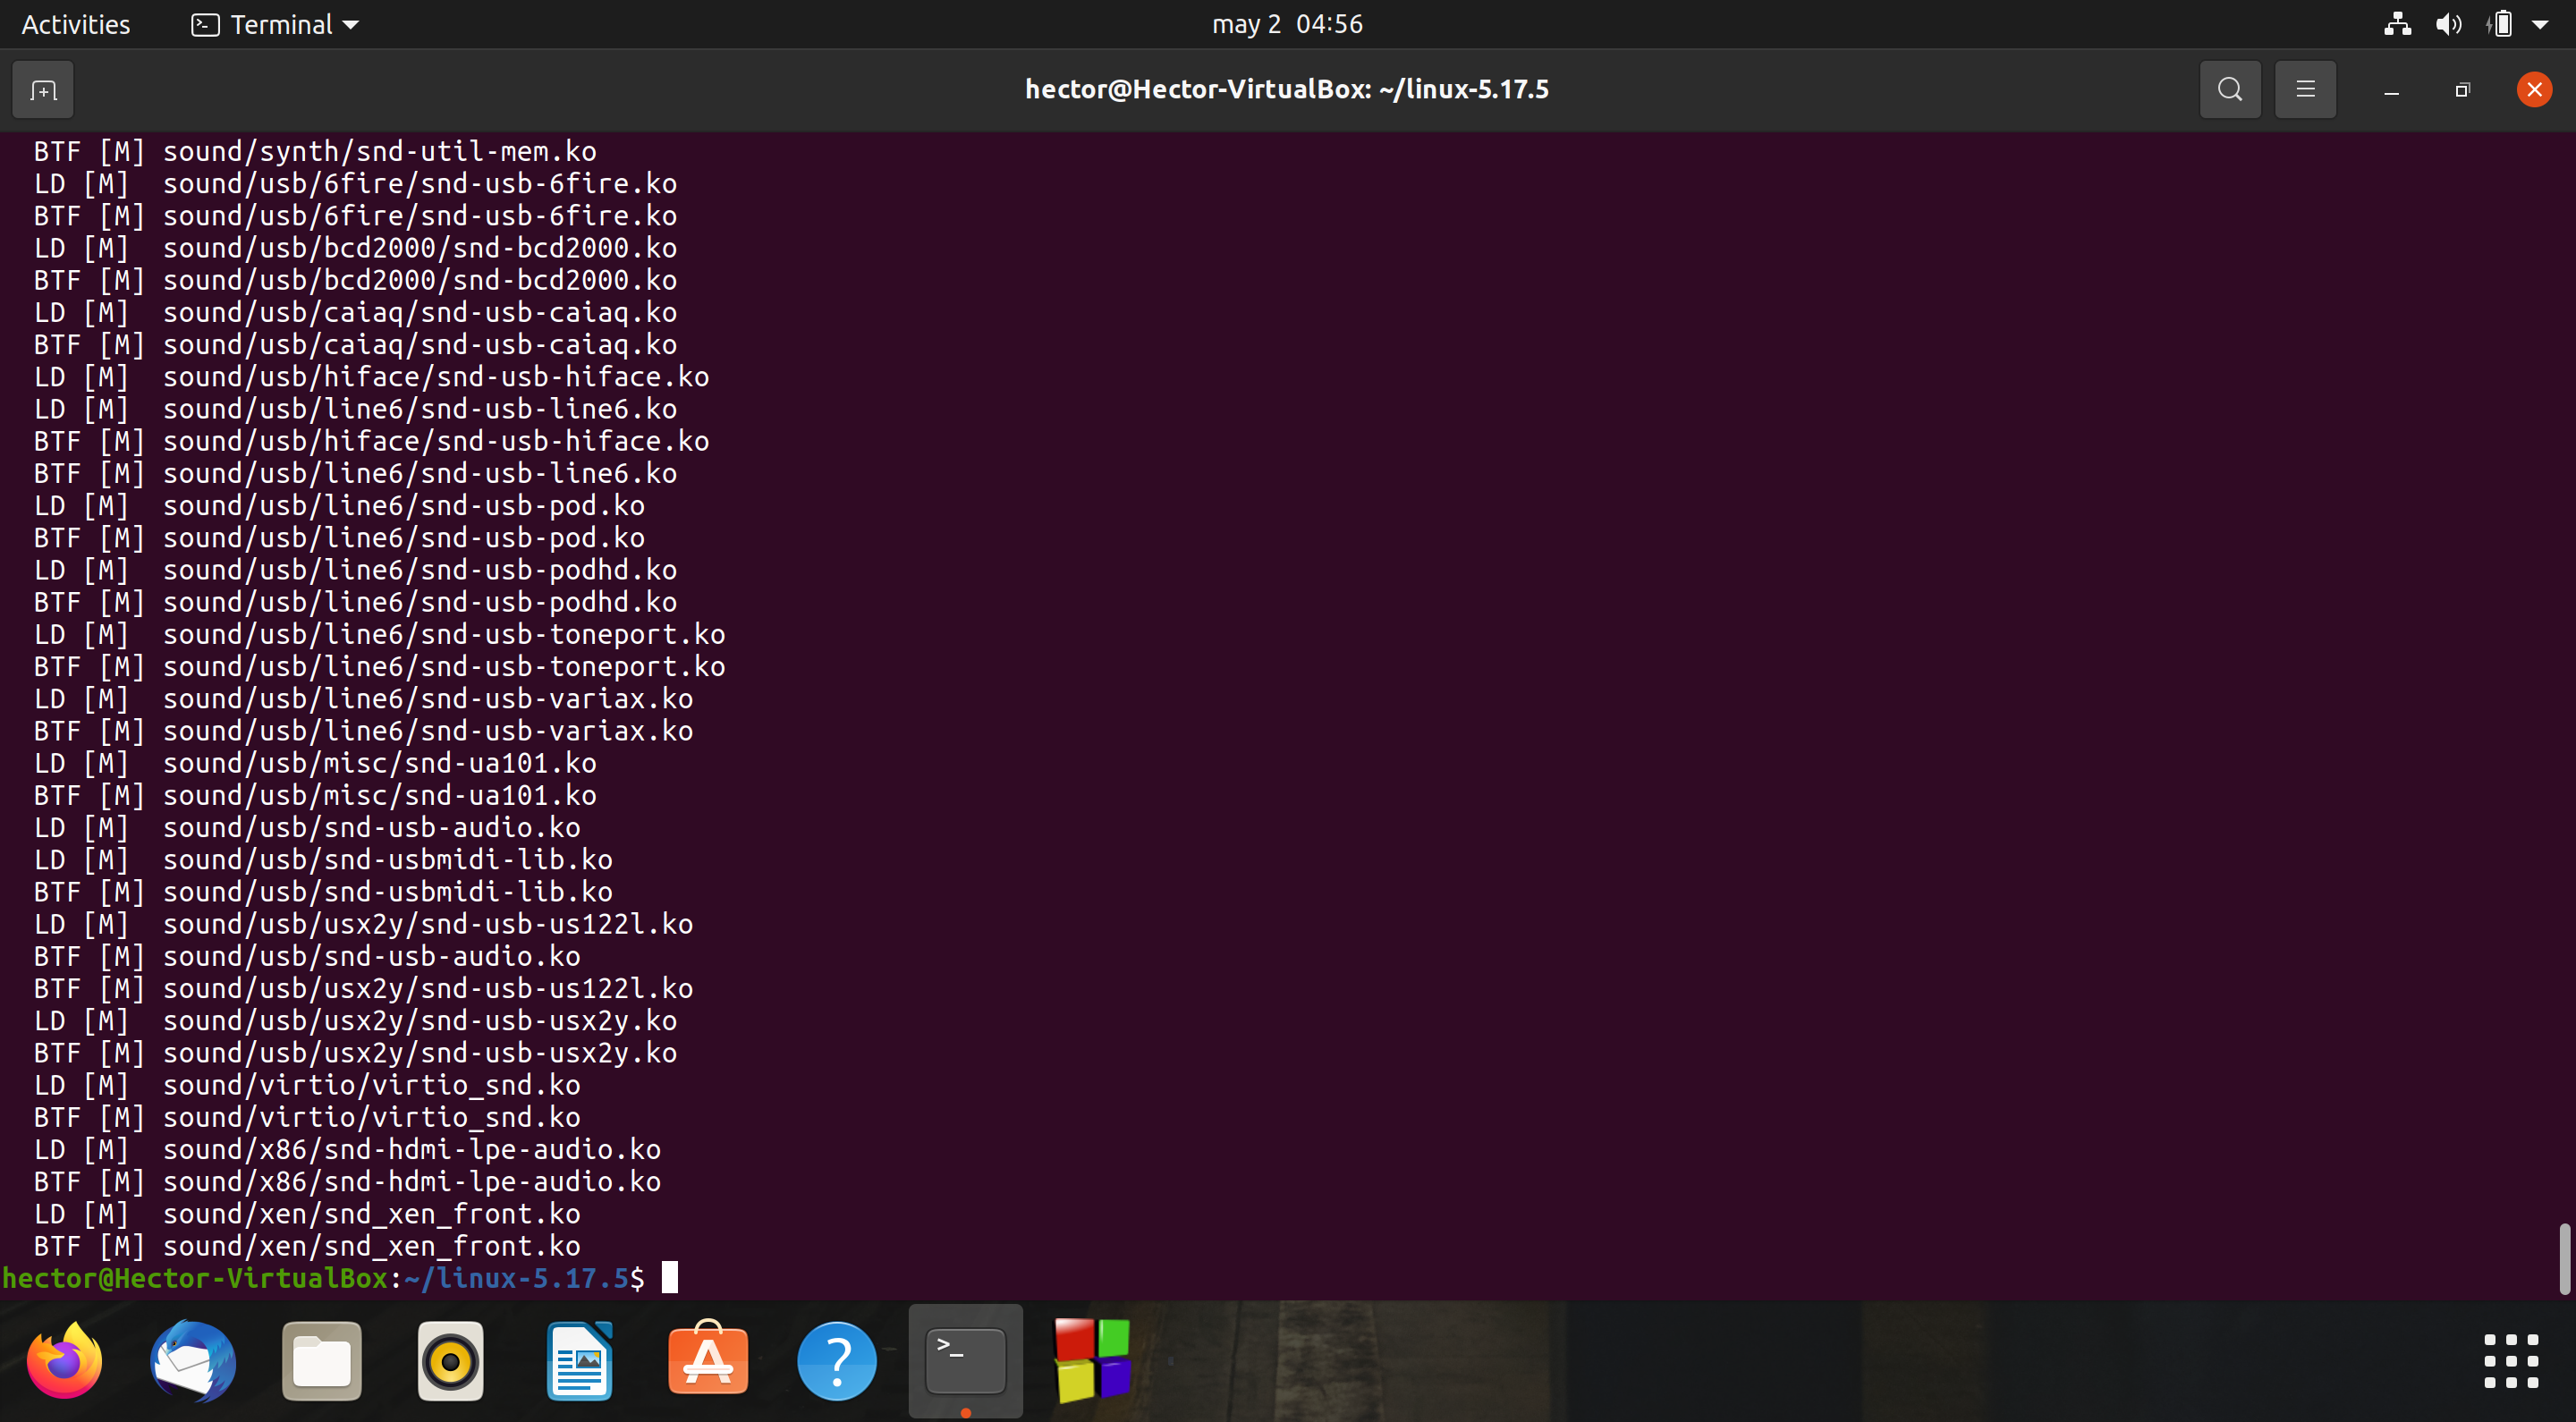 Activities
Terminal
may 2 04:56
hector@Hector-VirtualBox: ~/linux-5.17.5
BTF [M] sound/synth/snd-util-mem.ko
LD [M]  sound/usb/6fire/snd-usb-6fire.ko
BTF [M] sound/usb/6fire/snd-usb-6fire.ko
LD [M]  sound/usb/bcd2000/snd-bcd2000.ko
BTF [M] sound/usb/bcd2000/snd-bcd2000.ko
LD [M]  sound/usb/caiaq/snd-usb-caiaq.ko
BTF [M] sound/usb/caiaq/snd-usb-caiaq.ko
LD [M]  sound/usb/hiface/snd-usb-hiface.ko
LD [M]  sound/usb/line6/snd-usb-line6.ko
BTF [M] sound/usb/hiface/snd-usb-hiface.ko
BTF [M] sound/usb/line6/snd-usb-line6.ko
LD [M]  sound/usb/line6/snd-usb-pod.ko
BTF [M] sound/usb/line6/snd-usb-pod.ko
LD [M]  sound/usb/line6/snd-usb-podhd.ko
BTF [M] sound/usb/line6/snd-usb-podhd.ko
LD [M]  sound/usb/line6/snd-usb-toneport.ko
BTF [M] sound/usb/line6/snd-usb-toneport.ko
LD [M]  sound/usb/line6/snd-usb-variax.ko
BTF [M] sound/usb/line6/snd-usb-variax.ko
LD [M]  sound/usb/misc/snd-ua101.ko
BTF [M] sound/usb/misc/snd-ua101.ko
LD [M]  sound/usb/snd-usb-audio.ko
LD [M]  sound/usb/snd-usbmidi-lib.ko
BTF [M] sound/usb/snd-usbmidi-lib.ko
LD [M]  sound/usb/usx2y/snd-usb-us122l.ko
BTF [M] sound/usb/snd-usb-audio.ko
BTF [M] sound/usb/usx2y/snd-usb-us122l.ko
LD [M]  sound/usb/usx2y/snd-usb-usx2y.ko
BTF [M] sound/usb/usx2y/snd-usb-usx2y.ko
LD [M]  sound/virtio/virtio_snd.ko
BTF [M] sound/virtio/virtio_snd.ko
LD [M]  sound/x86/snd-hdmi-lpe-audio.ko
BTF [M] sound/x86/snd-hdmi-lpe-audio.ko
LD [M]  sound/xen/snd_xen_front.ko
BTF [M] sound/xen/snd_xen_front.ko
hector@Hector-VirtualBox:~/linux-5.17.5$